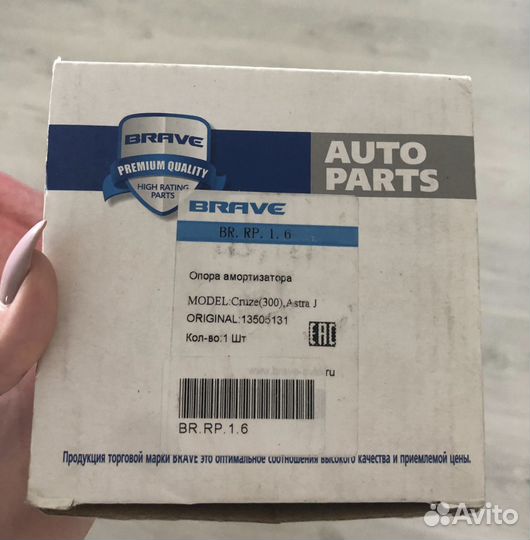 BRAVE
PREMIUM QUALITY
HIGH RATING
PARTS
AUTO
PARTS
BRAVE
BR.RP.1.6
Опора амортизатора
MODEL:Cruze(300),Astra J
ORIGINAL:13505131
Кол-во:1 Шт
EAC
ru
BR.RP.1.6
Продукция торговой марки BRAVE это оптимальное соотношения высокого качества и приемлемой цены.
Avito